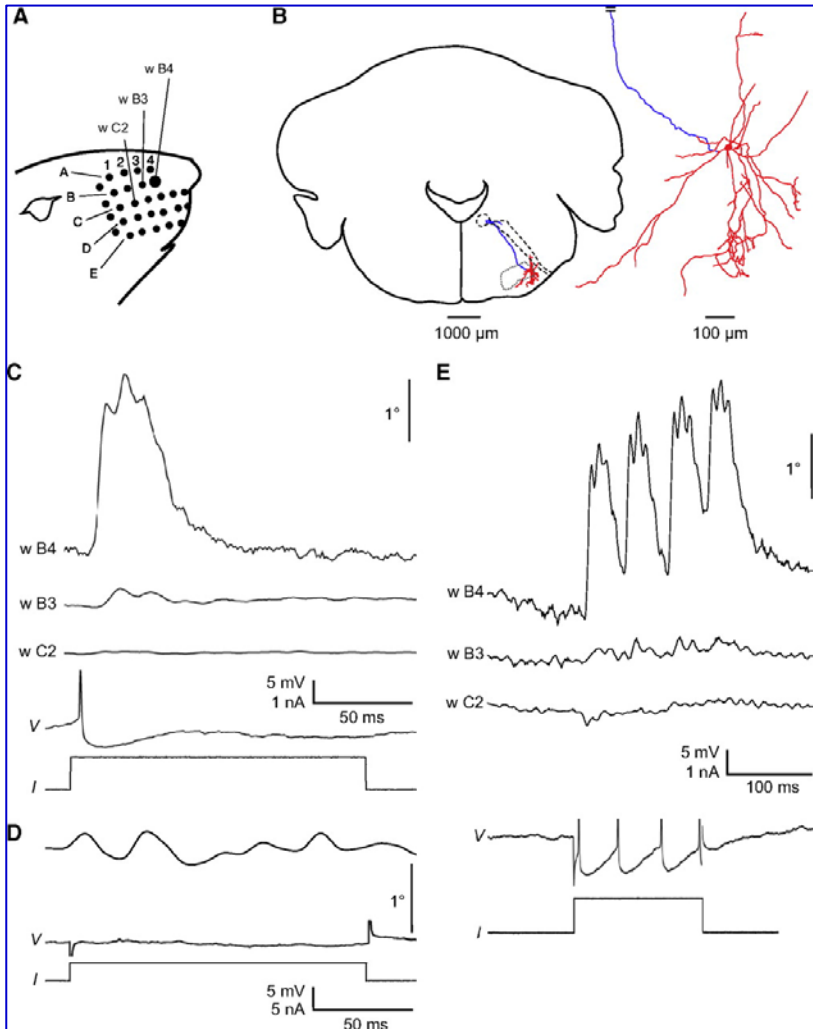 A
w B4
w B3
w C2
1 2 3 4
A
B
C
D
E
B
1000 μm
100 μm
C
1°
w B4
w B3
w C2
5 mV
1 nA
50 ms
V
I
D
1°
V
I
5 mV
5 nA
50 ms
E
1°
w B4
w B3
w C2
5 mV
1 nA
100 ms
V
I